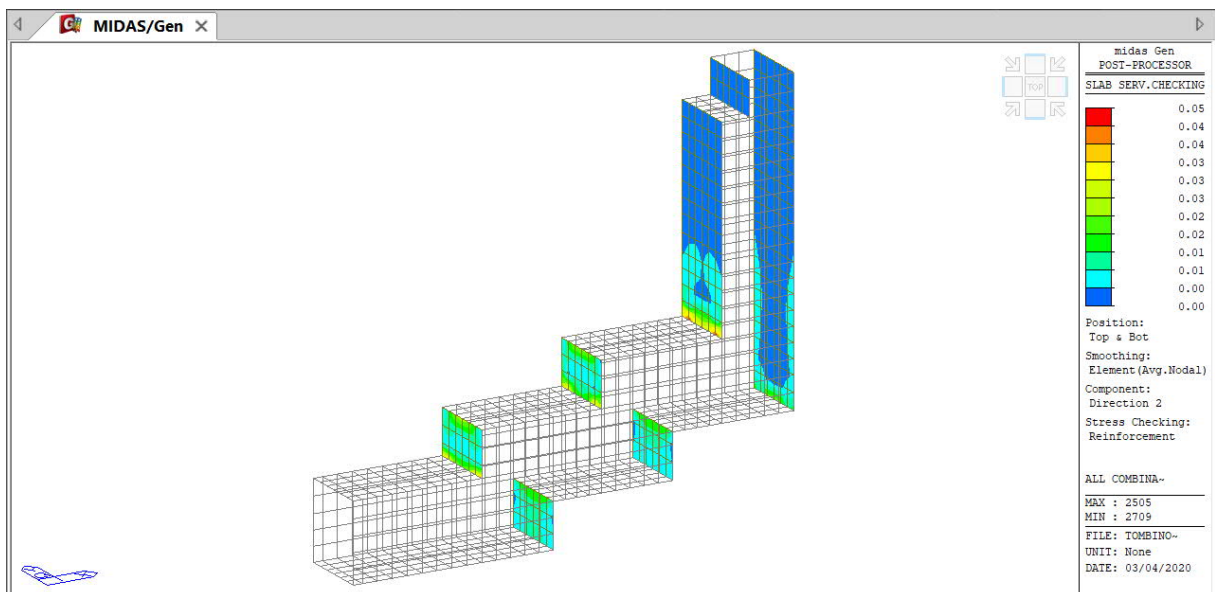 MIDAS/Gen
TOP
midas Gen
POST-PROCESSOR
SLAB SERV.CHECKING
0.05
0.04
0.04
0.03
0.03
0.03
0.02
0.02
0.01
0.01
0.00
0.00
Position:
Top & Bot
Smoothing:
Element(Avg.Nodal)
Component:
Direction 2
Stress Checking:
Reinforcement
ALL COMBINA~
MAX : 2505
MIN : 2709
FILE: TOMBINO~
UNIT: None
DATE: 03/04/2020